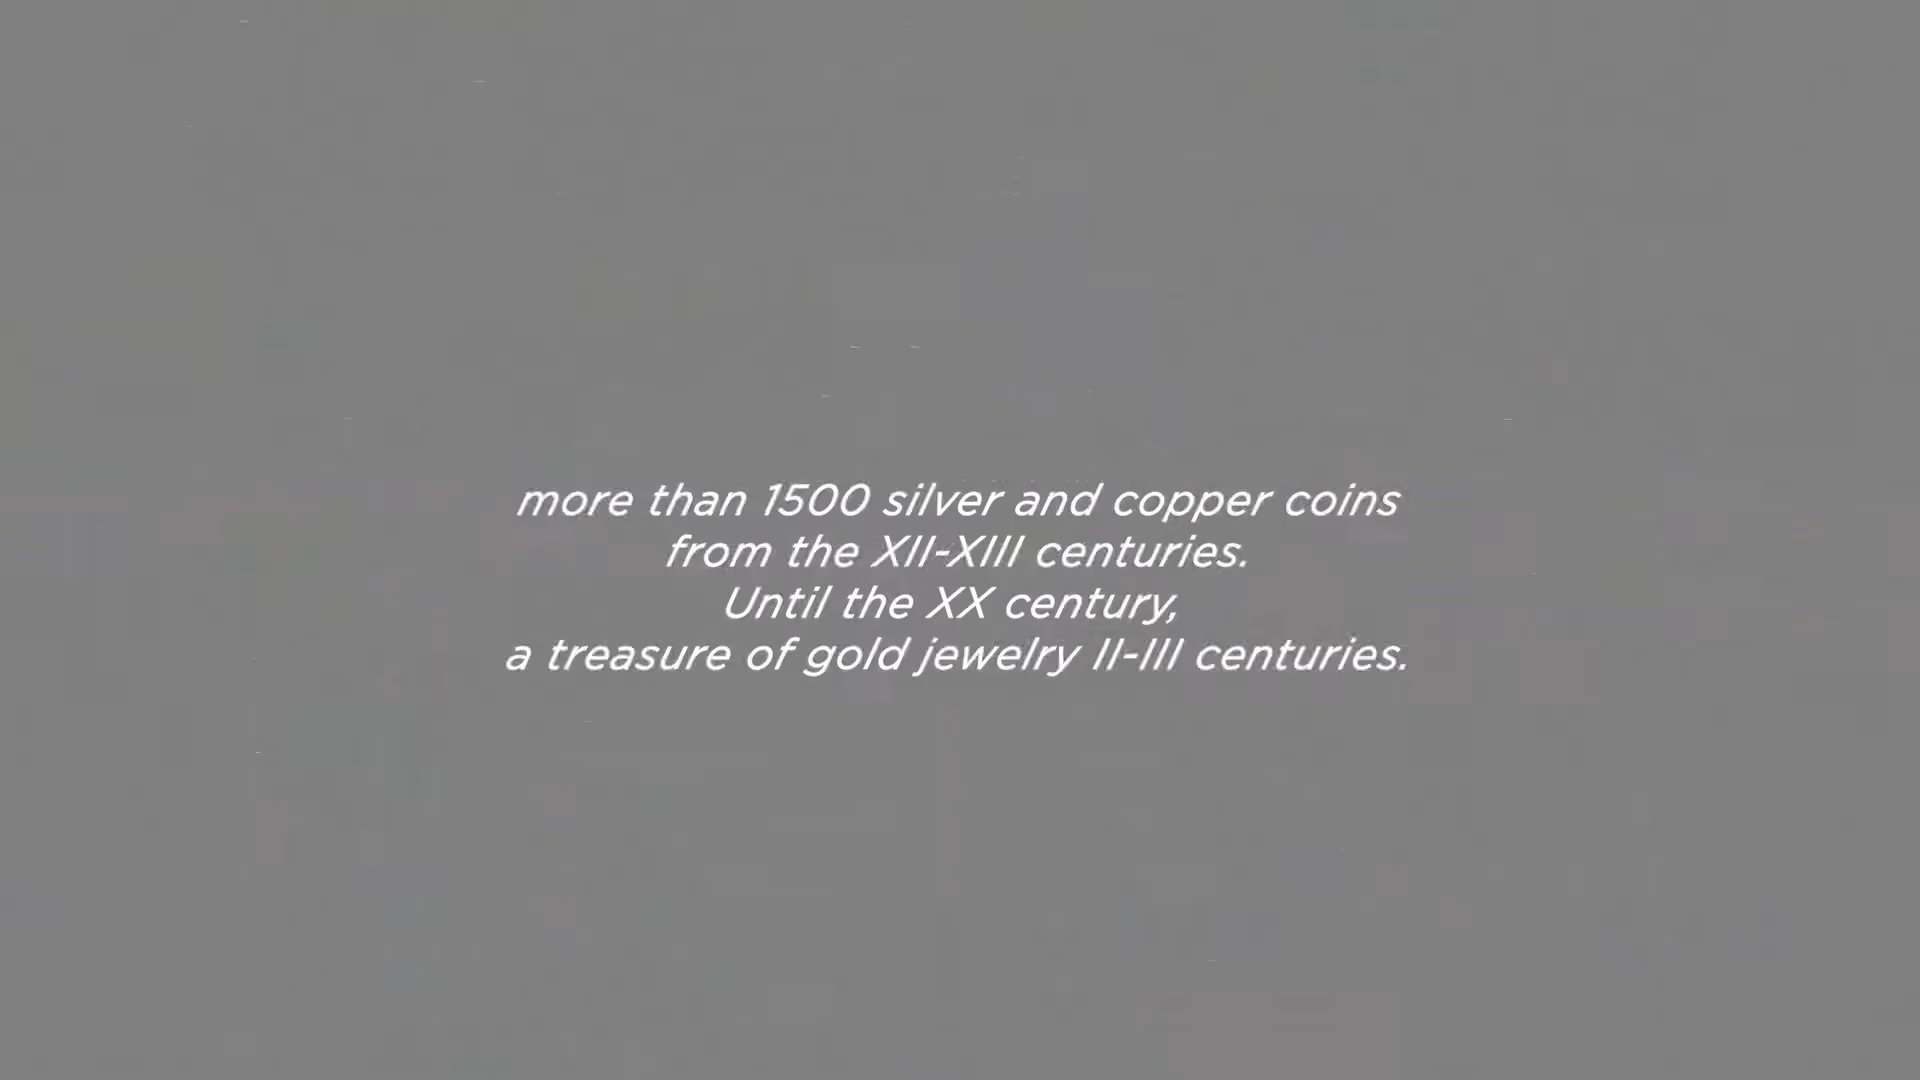 more than 1500 silver and copper coins
from the XII-XIII centuries.
Until the XX century,
a treasure of gold jewelry II-III centuries.